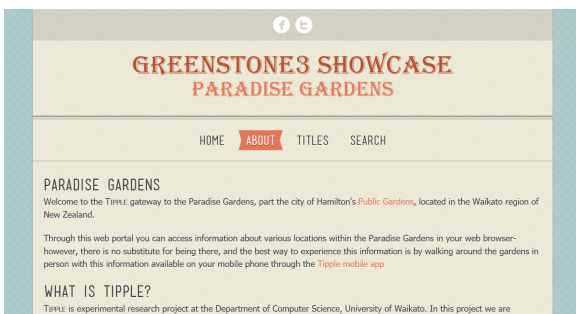 GREENSTONE3 SHOWCASE
PARADISE GARDENS
HOME ABOUT TITLES SEARCH
PARADISE GARDENS
Welcome to the TIPPLE gateway to the Paradise Gardens, part the city of Hamilton's Public Gardens, located in the Waikato region of
New Zealand.
Through this web portal you can access information about various locations within the Paradise Gardens in your web browser-
however, there is no substitute for being there, and the best way to experience this information is by walking around the gardens in
person with this information available on your mobile phone through the Tipple mobile app
WHAT IS TIPPLE?
TIPPLE is experimental research project at the Department of Computer Science, University of Waikato. In this project we are